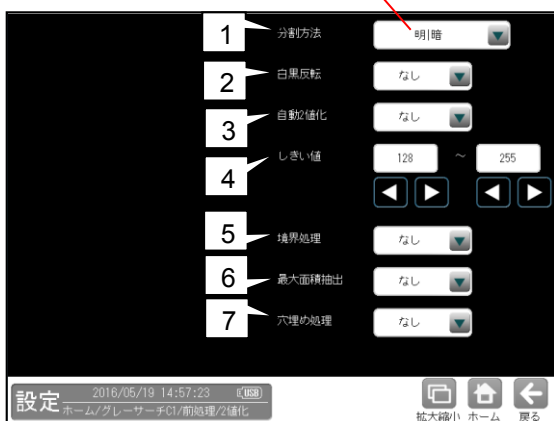 1 分割方法 明|暗
2 白黒反転 なし
3 自動2値化 なし
4 しきい値 128 ～ 255
5 境界処理 なし
6 最大面積抽出 なし
7 穴埋め処理 なし
設定 2016/05/19 14:57:23 USB
ホーム/グレーサーチC1/前処理/2値化
拡大縮小 ホーム 戻る